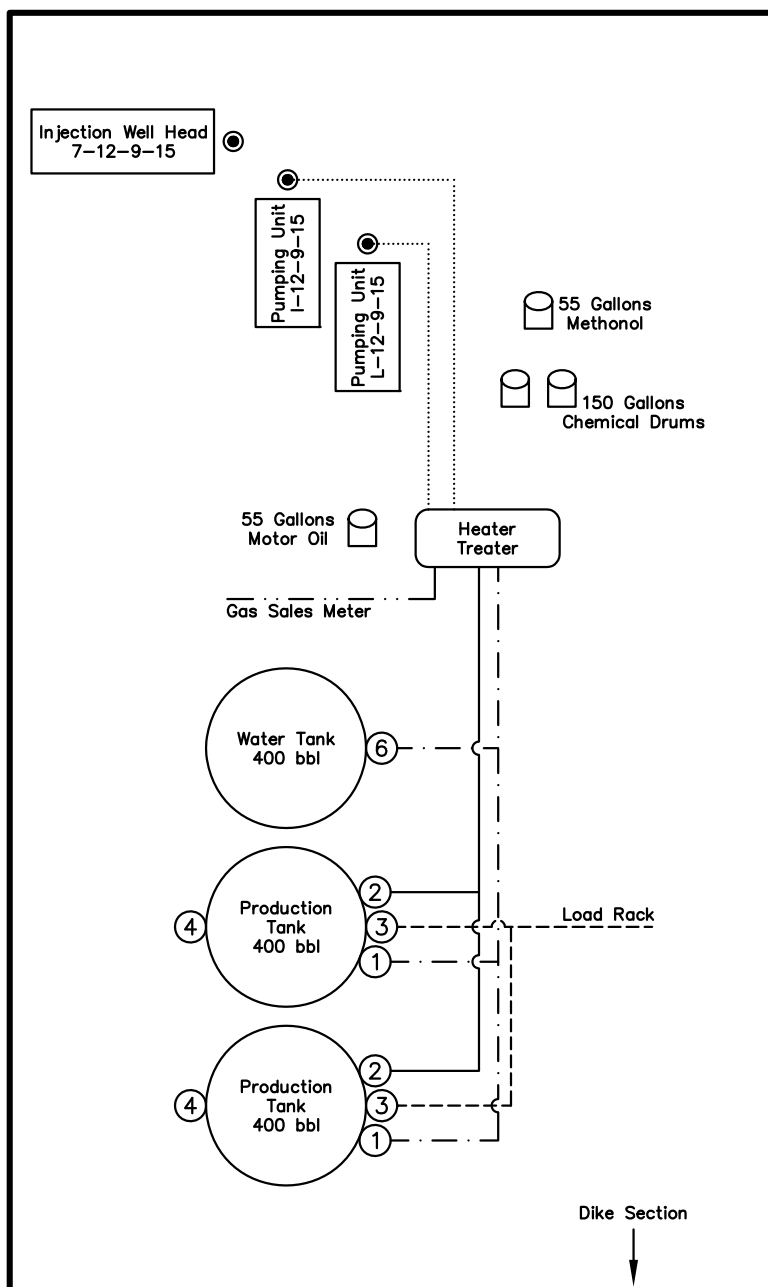 Injection Well Head
7-12-9-15
Pumping Unit
I-12-9-15
Pumping Unit
L-12-9-15
55 Gallons
Methonol
150 Gallons
Chemical Drums
55 Gallons
Motor Oil
Heater
Treater
Gas Sales Meter
Water Tank
400 bbl
6
2
Production
Tank
400 bbl
4
3
Load Rack
1
2
Production
Tank
400 bbl
4
3
1
Dike Section